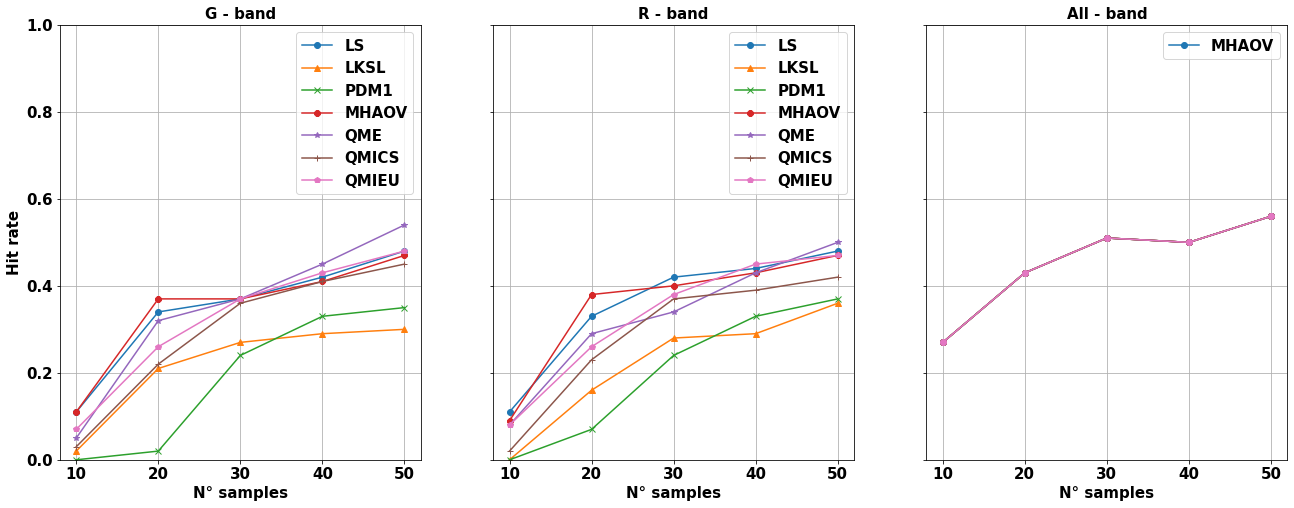 G - band
1.0
0.8
0.6
0.4
0.2
0.0
Hit rate
LS
LKSL
PDM1
MHAOV
QME
QMICS
QMIEU
10 20 30 40 50
N° samples
R - band
LS
LKSL
PDM1
MHAOV
QME
QMICS
QMIEU
10 20 30 40 50
N° samples
All - band
MHAOV
10 20 30 40 50
N° samples